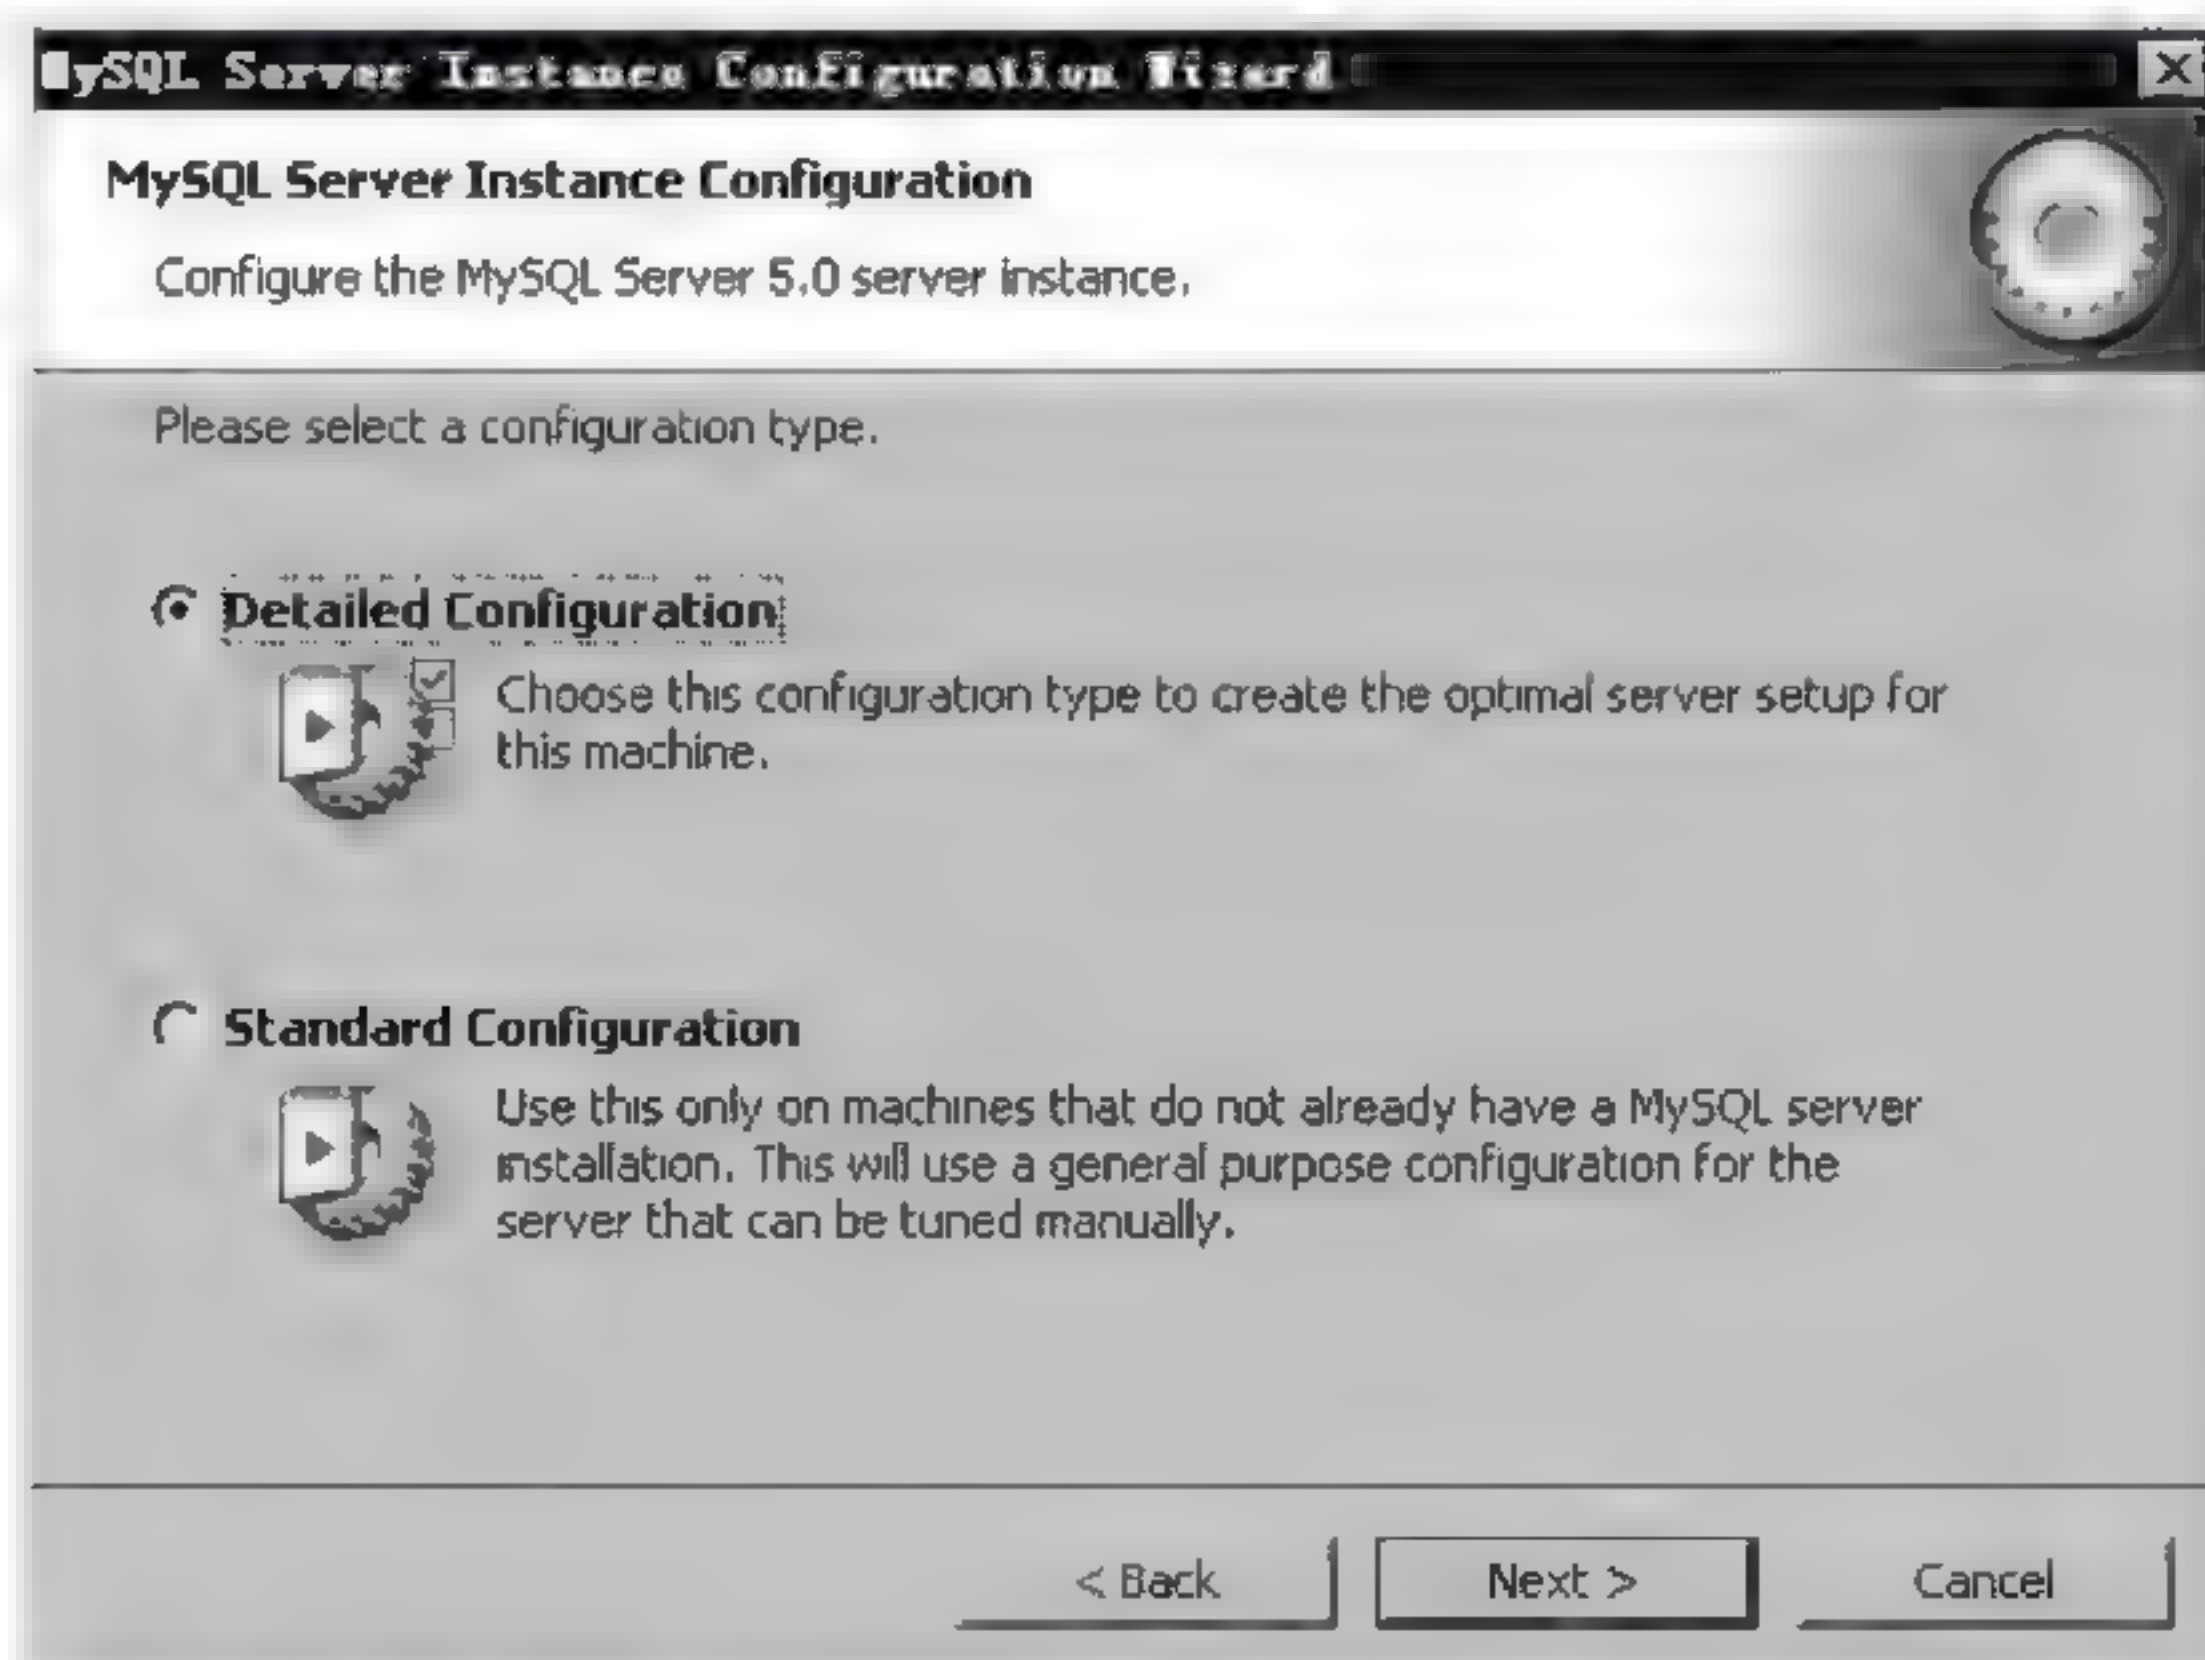 MySQL Server Instance Configuration Wizard
MySQL Server Instance Configuration
Configure the MySQL Server 5.0 server instance.
Please select a configuration type.
Detailed Configuration
Choose this configuration type to create the optimal server setup for
this machine.
Standard Configuration
Use this only on machines that do not already have a MySQL server
installation. This will use a general purpose configuration for the
server that can be tuned manually.
< Back
Next >
Cancel